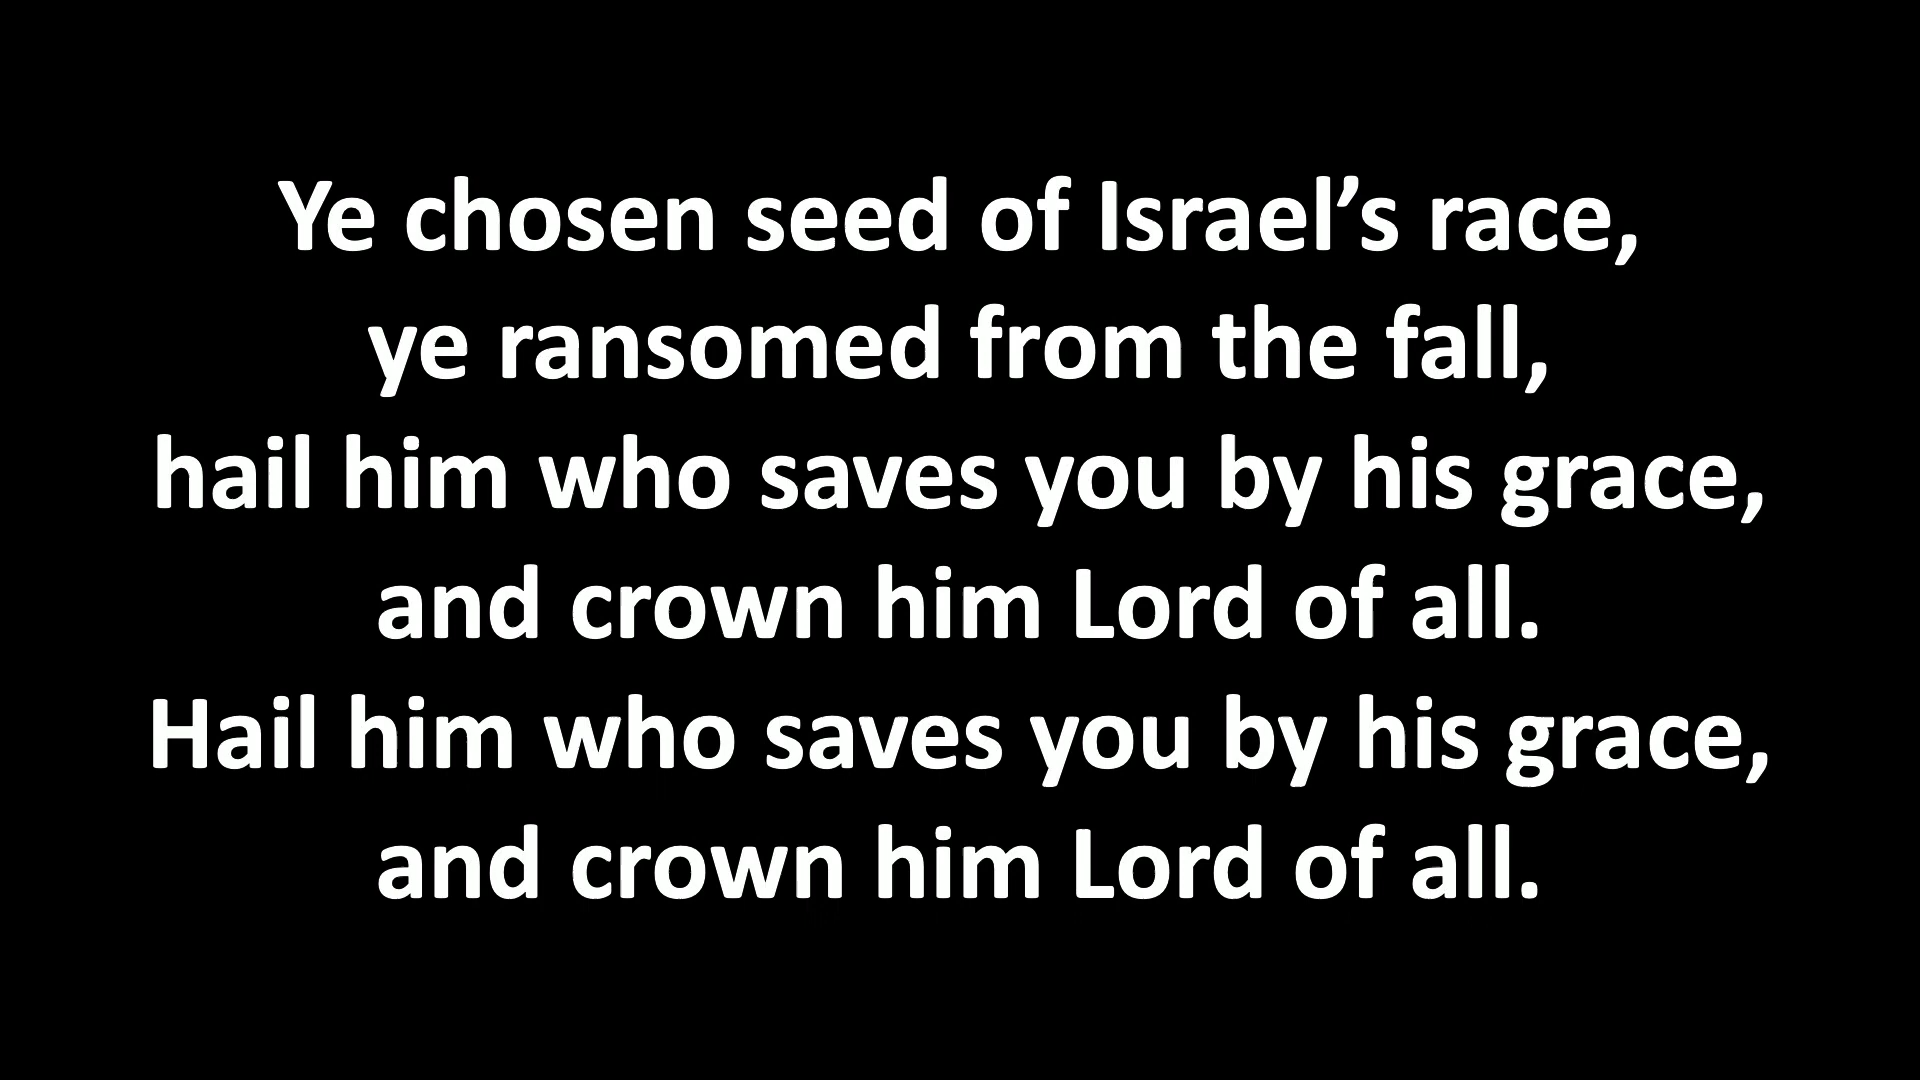 Ye chosen seed of Israel’s race,
ye ransomed from the fall,
hail him who saves you by his grace,
and crown him Lord of all.
Hail him who saves you by his grace,
and crown him Lord of all.